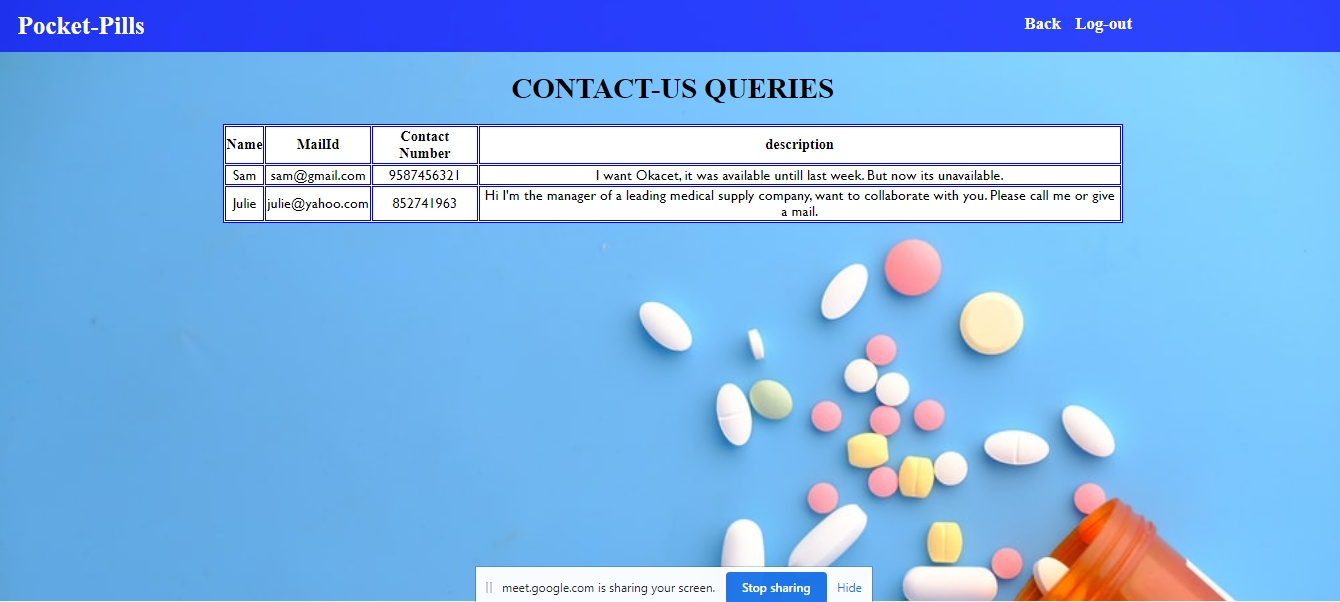 Pocket-Pills
Back Log-out
CONTACT-US QUERIES
Name MailId Contact Number description
Sam sam@gmail.com 9587456321 I want Okacet, it was available untill last week. But now its unavailable.
Julie julie@yahoo.com 852741963 Hi I'm the manager of a leading medical supply company, want to collaborate with you. Please call me or give
a mail.
meet.google.com is sharing your screen. Stop sharing Hide